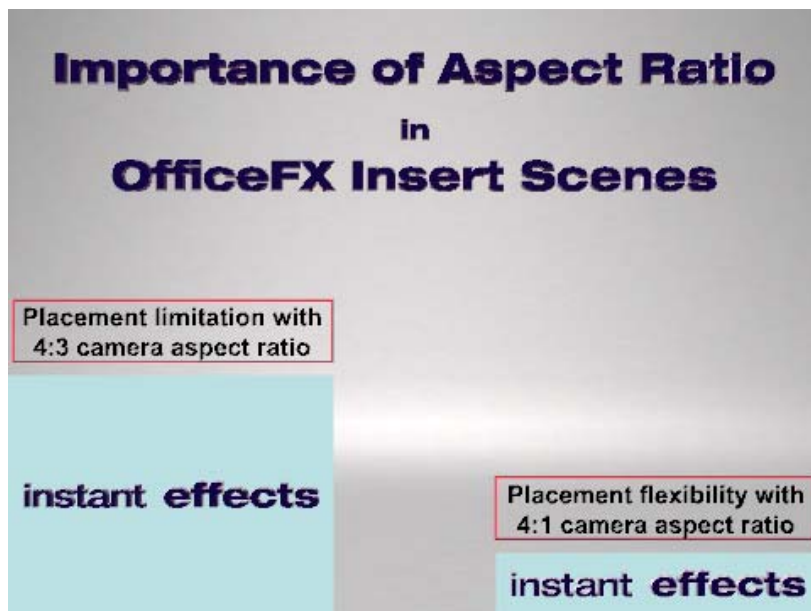 Importance of Aspect Ratio
in
OfficeFX Insert Scenes
Placement limitation with
4:3 camera aspect ratio
instant effects
Placement flexibility with
4:1 camera aspect ratio
instant effects